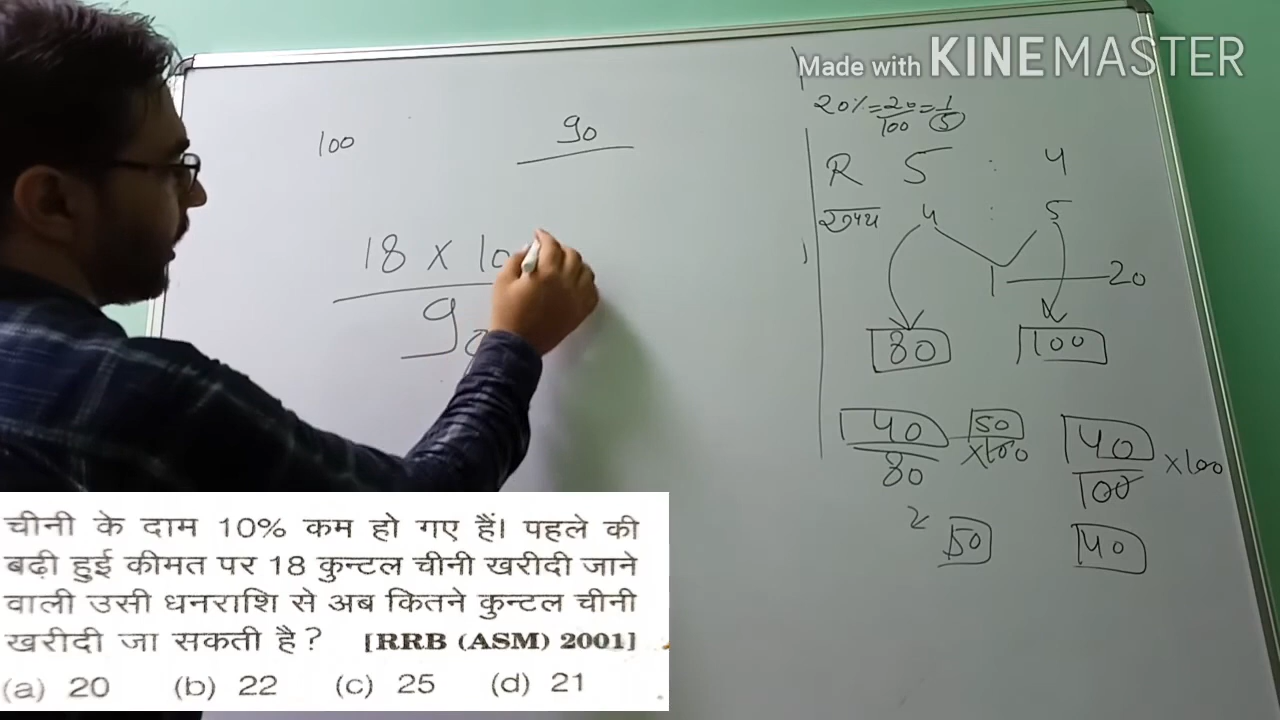 Made with KINEMASTER
20% = 20/100 = 1/5
100
90
R 5 : 4
4 : 5
1 20
18 x 10
90
80 100
40/80 x100 50 40/100 x100
2 50 40
चीनी के दाम 10% कम हो गए हैं। पहले की
बढ़ी हुई कीमत पर 18 कुन्टल चीनी खरीदी जाने
वाली उसी धनराशि से अब कितने कुन्टल चीनी
खरीदी जा सकती है? [RRB (ASM) 2001]
(a) 20 (b) 22 (c) 25 (d) 21